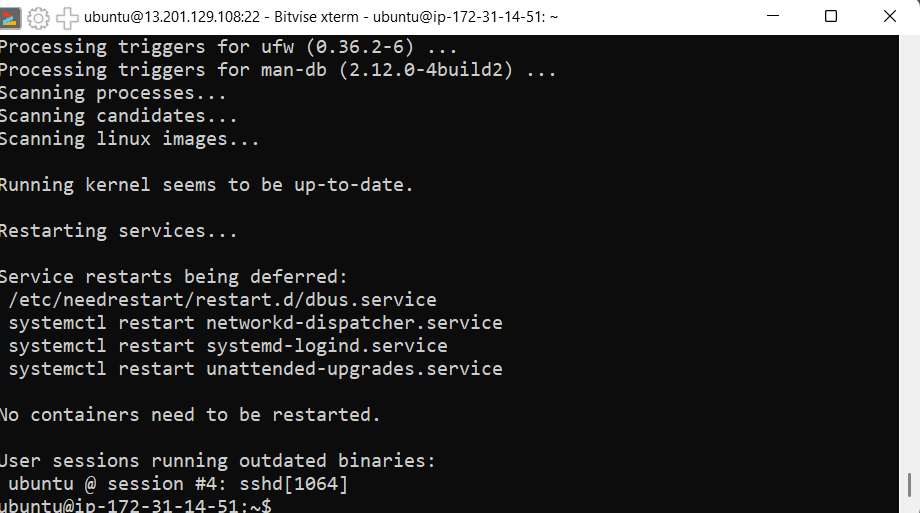 ubuntu@13.201.129.108:22 - Bitvise xterm - ubuntu@ip-172-31-14-51: ~
Processing triggers for ufw (0.36.2-6) ...
Processing triggers for man-db (2.12.0-4build2) ...
Scanning processes...
Scanning candidates...
Scanning linux images...
Running kernel seems to be up-to-date.
Restarting services...
Service restarts being deferred:
/etc/needrestart/restart.d/dbus.service
systemctl restart networkd-dispatcher.service
systemctl restart systemd-logind.service
systemctl restart unattended-upgrades.service
No containers need to be restarted.
User sessions running outdated binaries:
ubuntu @ session #4: sshd[1064]
ubuntu@ip-172-31-14-51:~$